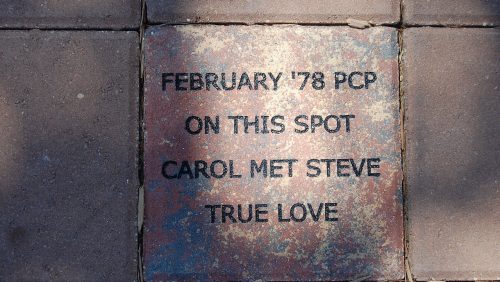 FEBRUARY '78 PCP
ON THIS SPOT
CAROL MET STEVE
TRUE LOVE